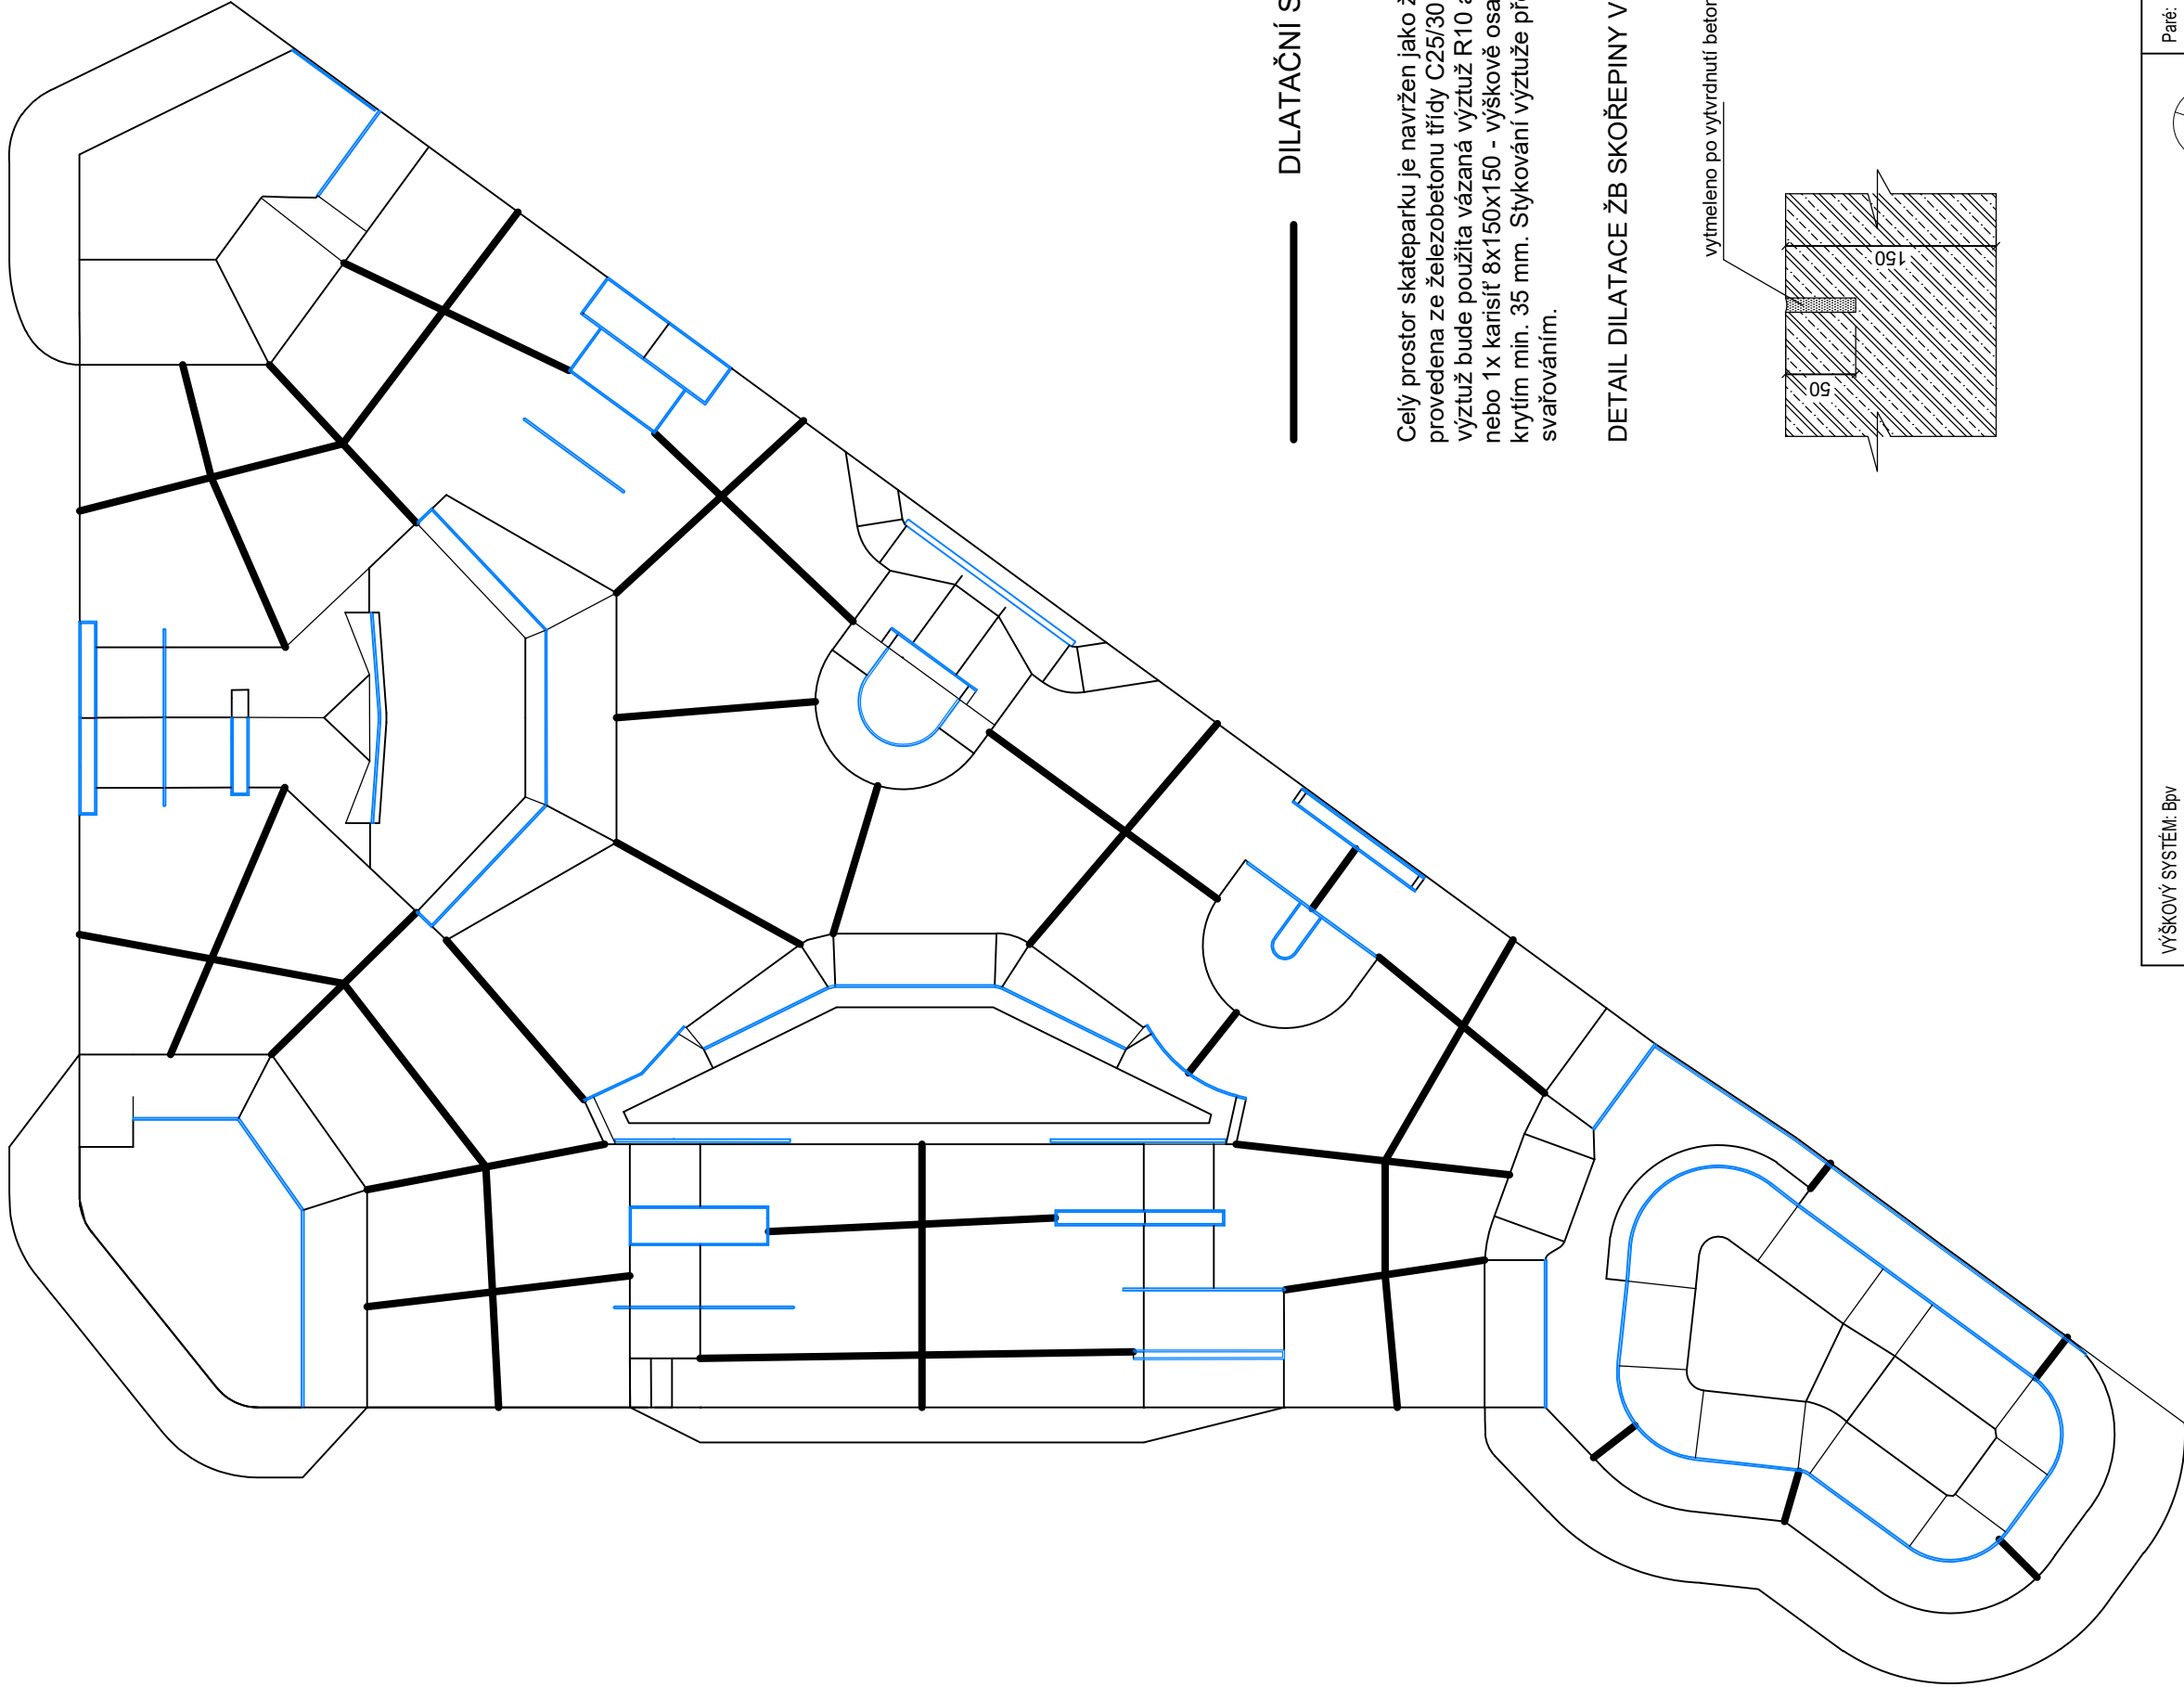 DILATAČNÍ S
Celý prostor skateparku je navržen jako ž
provedena ze železobetonu třídy C25/30
výztuž bude použita vázaná výztuž R10 a
nebo 1x karisíť 8x150x150 - výškově osa
krytím min. 35 mm. Stykování výztuže pře
svařováním.
DETAIL DILATACE ŽB SKOŘEPINY V
vytmeleno po vytvrdnutí beton
150
50
VÝŠKOVÝ SYSTÉM: Bpv
Paré: